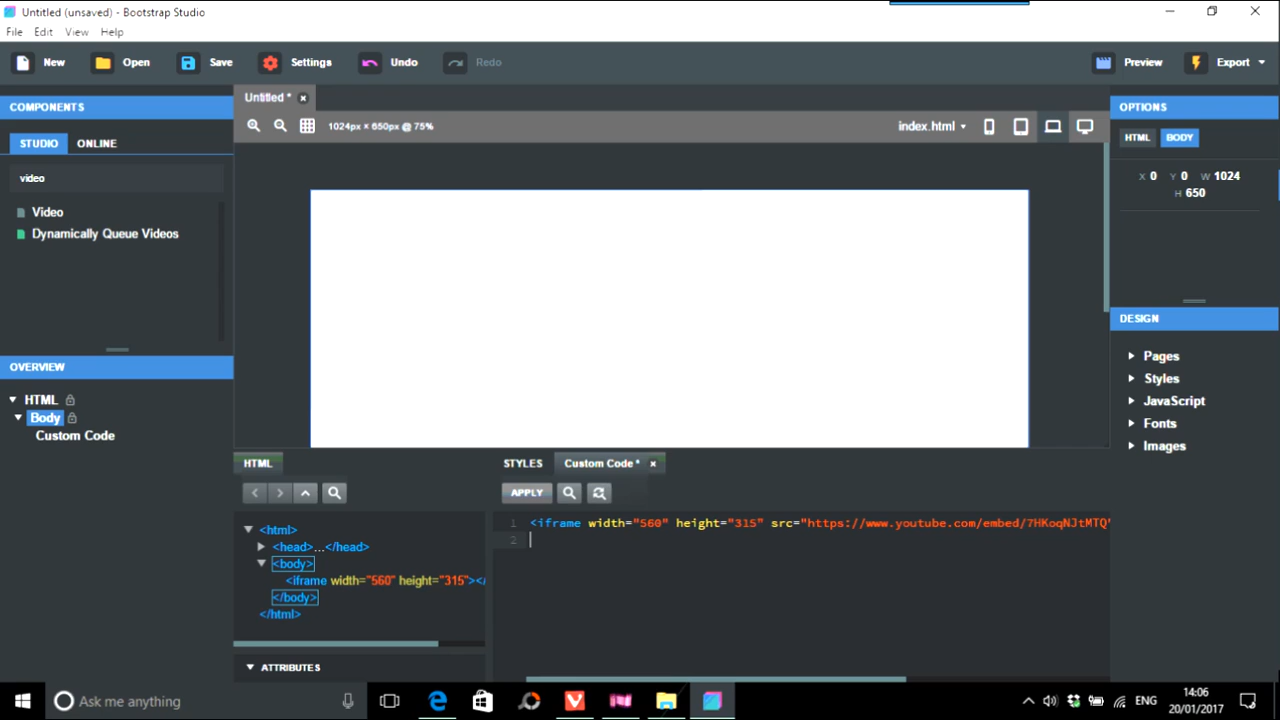 Untitled (unsaved) - Bootstrap Studio
File Edit View Help
New Open Save Settings Undo Redo Preview Export
COMPONENTS
STUDIO ONLINE
video
Video
Dynamically Queue Videos
OVERVIEW
HTML
Body
Custom Code
Untitled *
1024px × 650px @ 75%
index.html
HTML
<html>
<head>...</head>
<body>
<iframe width="560" height="315"></
</body>
</html>
ATTRIBUTES
STYLES Custom Code *
APPLY
1 <iframe width="560" height="315" src="https://www.youtube.com/embed/7HKoqNJtMTQ"
2
OPTIONS
HTML BODY
X 0 Y 0 W 1024
H 650
DESIGN
Pages
Styles
JavaScript
Fonts
Images
Ask me anything
ENG
14:06
20/01/2017